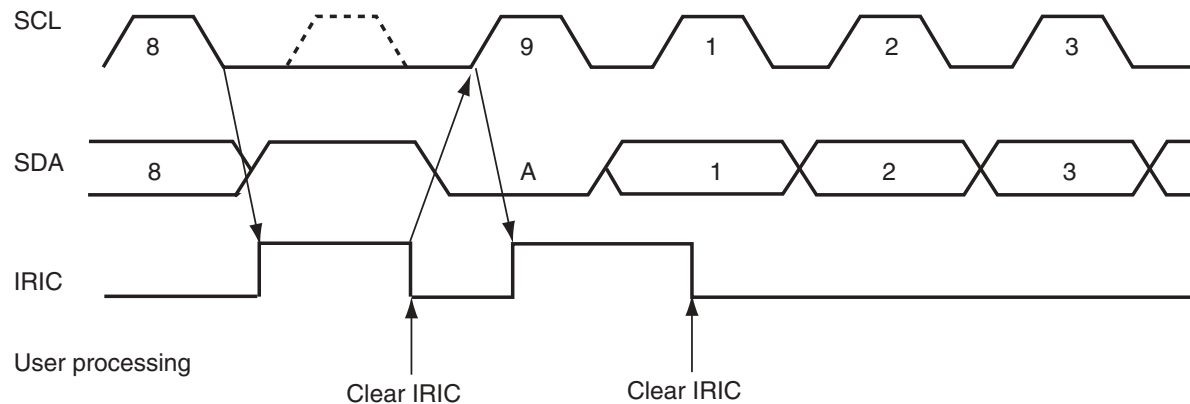 SCL
8 9 1 2 3
SDA
8 A 1 2 3
IRIC
User processing
Clear IRIC Clear IRIC